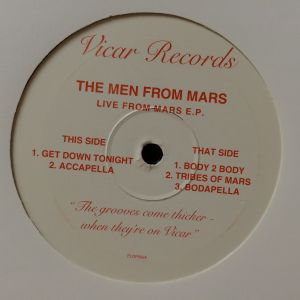 Vicar Records
THE MEN FROM MARS
LIVE FROM MARS E.P.
THIS SIDE
1. GET DOWN TONIGHT
2. ACCAPELLA
THAT SIDE
1. BODY 2 BODY
2. TRIBES OF MARS
3. BODAPELLA
"The grooves come thicker -
when they're on Vicar"